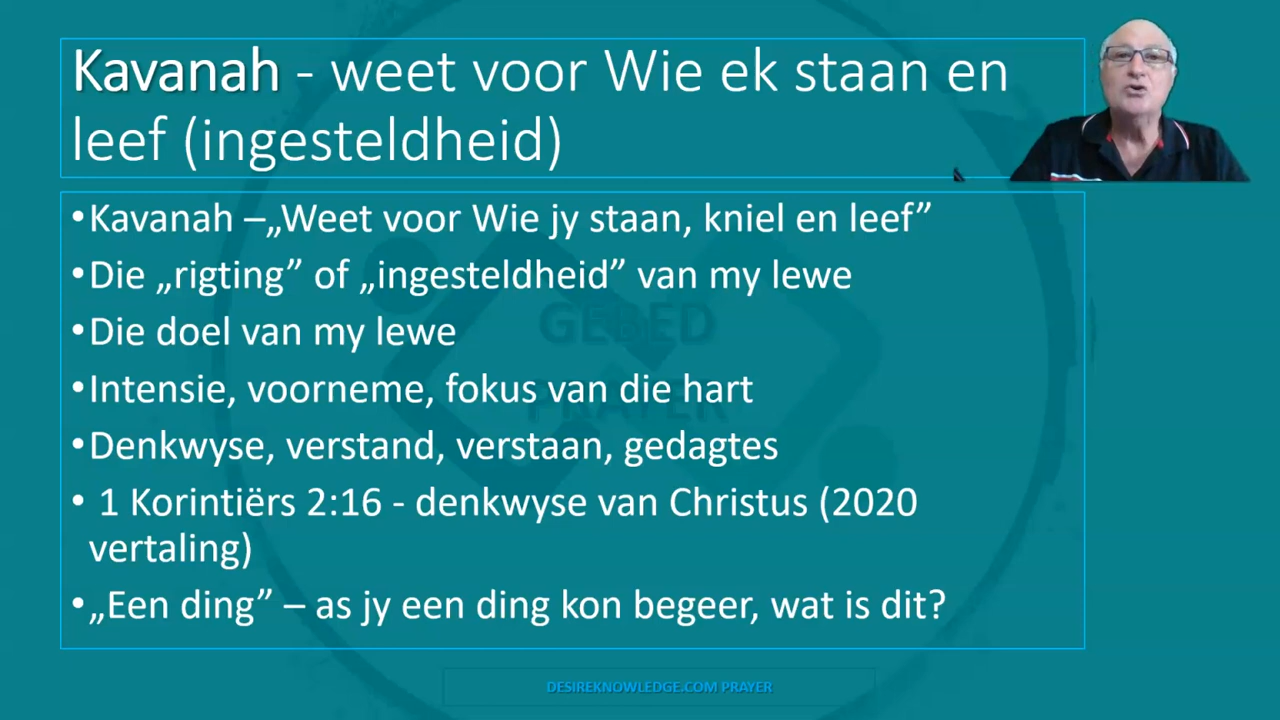 Kavanah - weet voor Wie ek staan en
leef (ingesteldheid)
•Kavanah –„Weet voor Wie jy staan, kniel en leef”
•Die „rigting” of „ingesteldheid” van my lewe
•Die doel van my lewe
•Intensie, voorneme, fokus van die hart
•Denkwyse, verstand, verstaan, gedagtes
• 1 Korintiërs 2:16 - denkwyse van Christus (2020
vertaling)
•„Een ding” – as jy een ding kon begeer, wat is dit?
GEBED
PRAYER
DESIREKNOWLEDGE.COM PRAYER